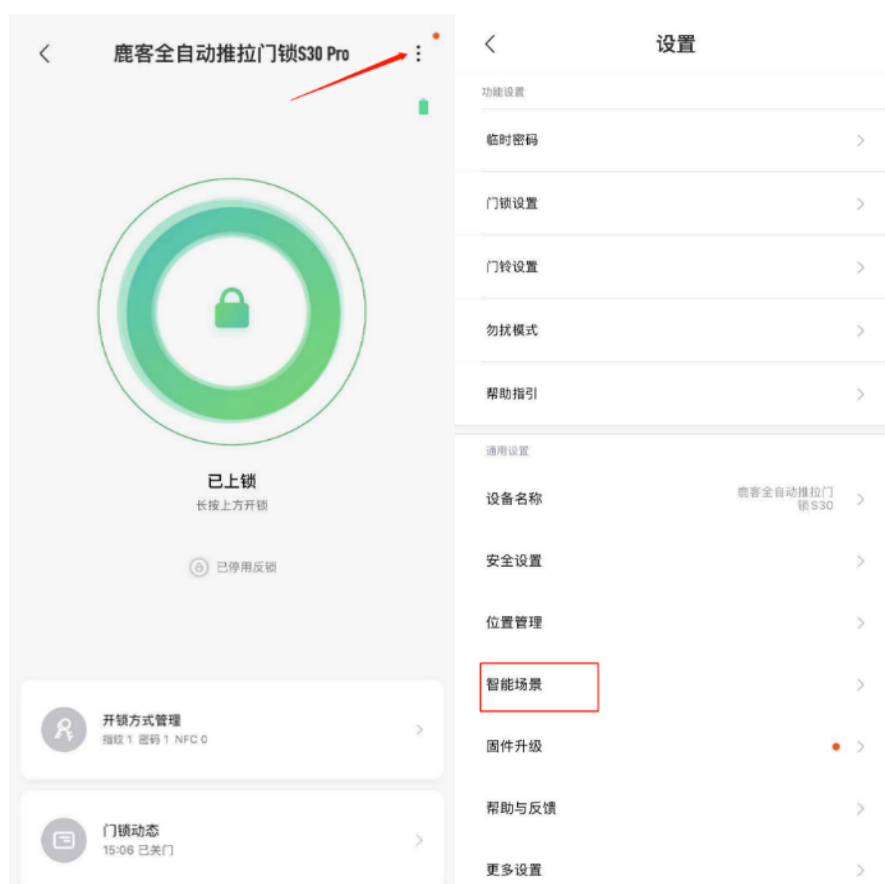 鹿客全自动推拉门锁S30 Pro
已上锁
长按上方开锁
已停用反锁
开锁方式管理
指纹 1 密码 1 NFC 0
门锁动态
15:06 已关门
设置
功能设置
临时密码
门锁设置
门铃设置
勿扰模式
帮助指引
通用设置
设备名称
鹿客全自动推拉门
锁S30
安全设置
位置管理
智能场景
固件升级
帮助与反馈
更多设置